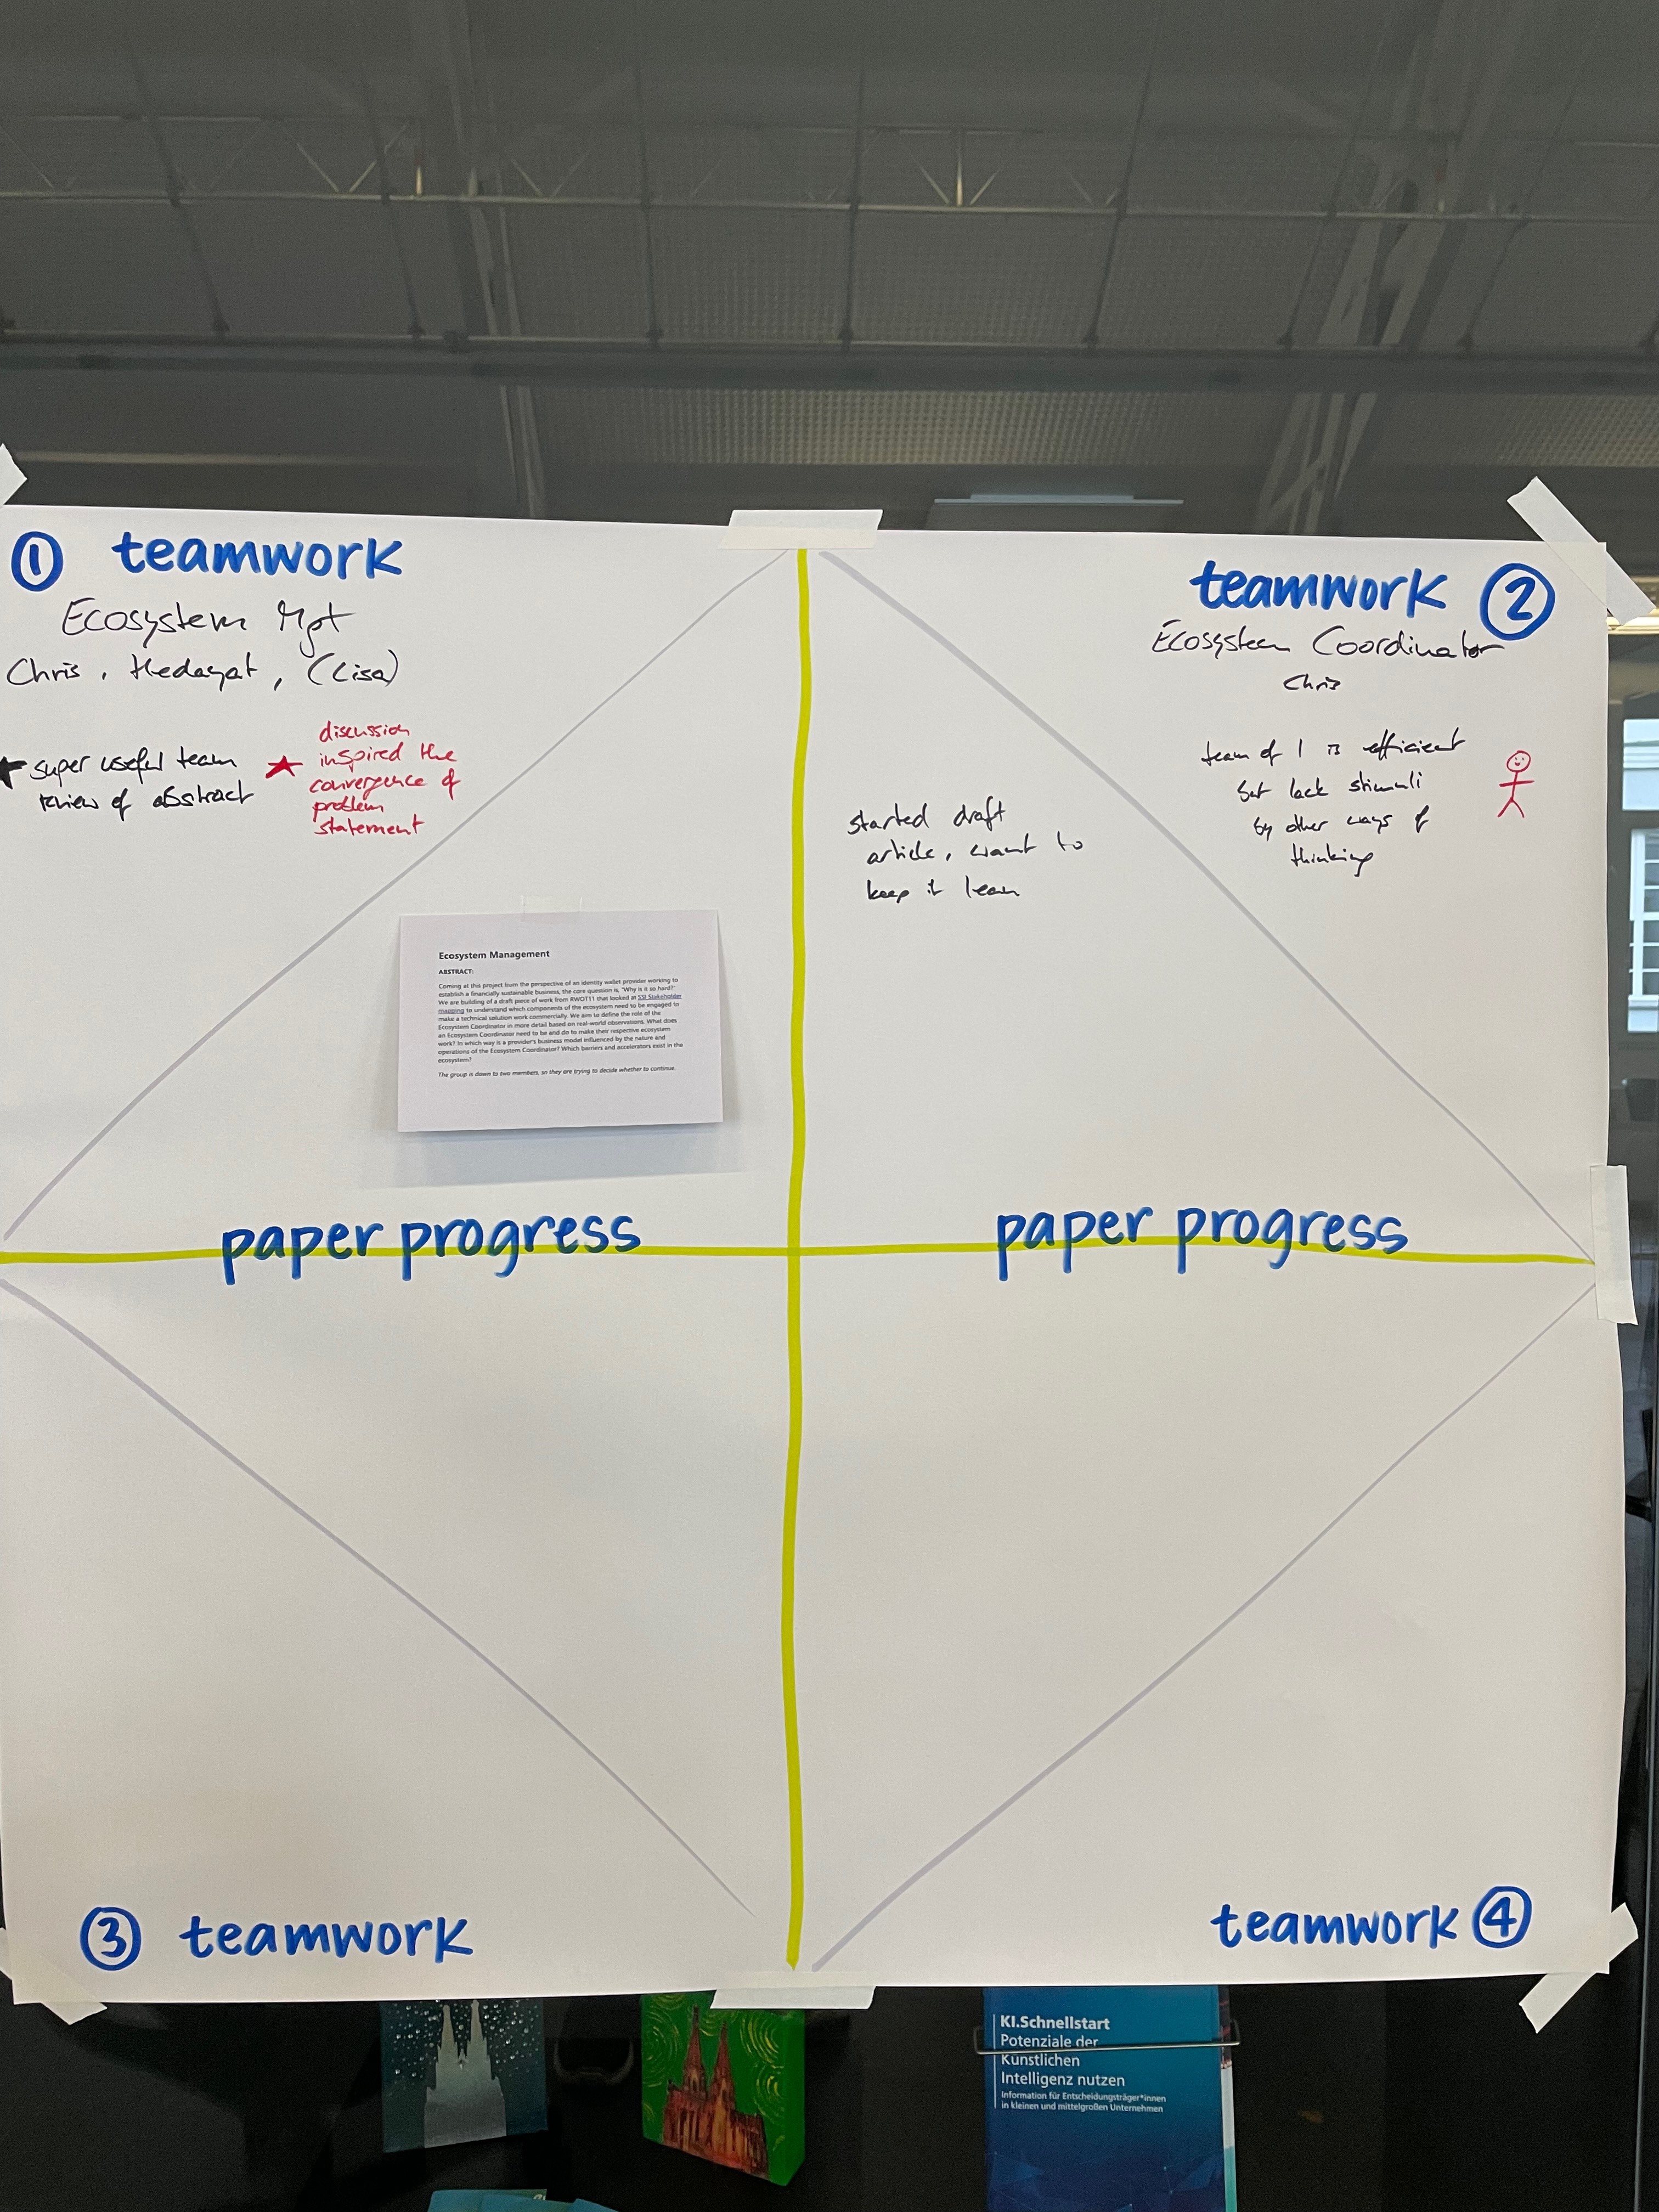 ① teamwork
Ecosystem Mgt
Chris, Hedayat, (Lisa)
super useful team
review of abstract
discussion
inspired the
convergence of
problem
statement
Ecosystem Management
ABSTRACT:
Coming at this project from the perspective of an identity wallet provider working to
establish a financially sustainable business, the core question is, "Why is it so hard?"
We are building of a draft piece of work from RWOT11 that looked at SSI Stakeholder
mapping to understand which components of the ecosystem need to be engaged to
make a technical solution work commercially. We aim to define the role of the
Ecosystem Coordinator in more detail based on real-world observations. What does
an Ecosystem Coordinator need to be and do to make their respective ecosystem
work? In which way is a provider's business model influenced by the nature and
operations of the Ecosystem Coordinator? Which barriers and accelerators exist in the
ecosystem?
The group is down to two members, so they are trying to decide whether to continue.
paper progress
teamwork ②
Ecosystem Coordinator
Chris
team of 1 is efficient
but lack stimuli
by other ways of
thinking
started draft
article, want to
keep it lean
paper progress
③ teamwork
teamwork ④
KI.Schnellstart
Potenziale der
Künstlichen
Intelligenz nutzen
Information für Entscheidungsträger*innen
in kleinen und mittelgroßen Unternehmen